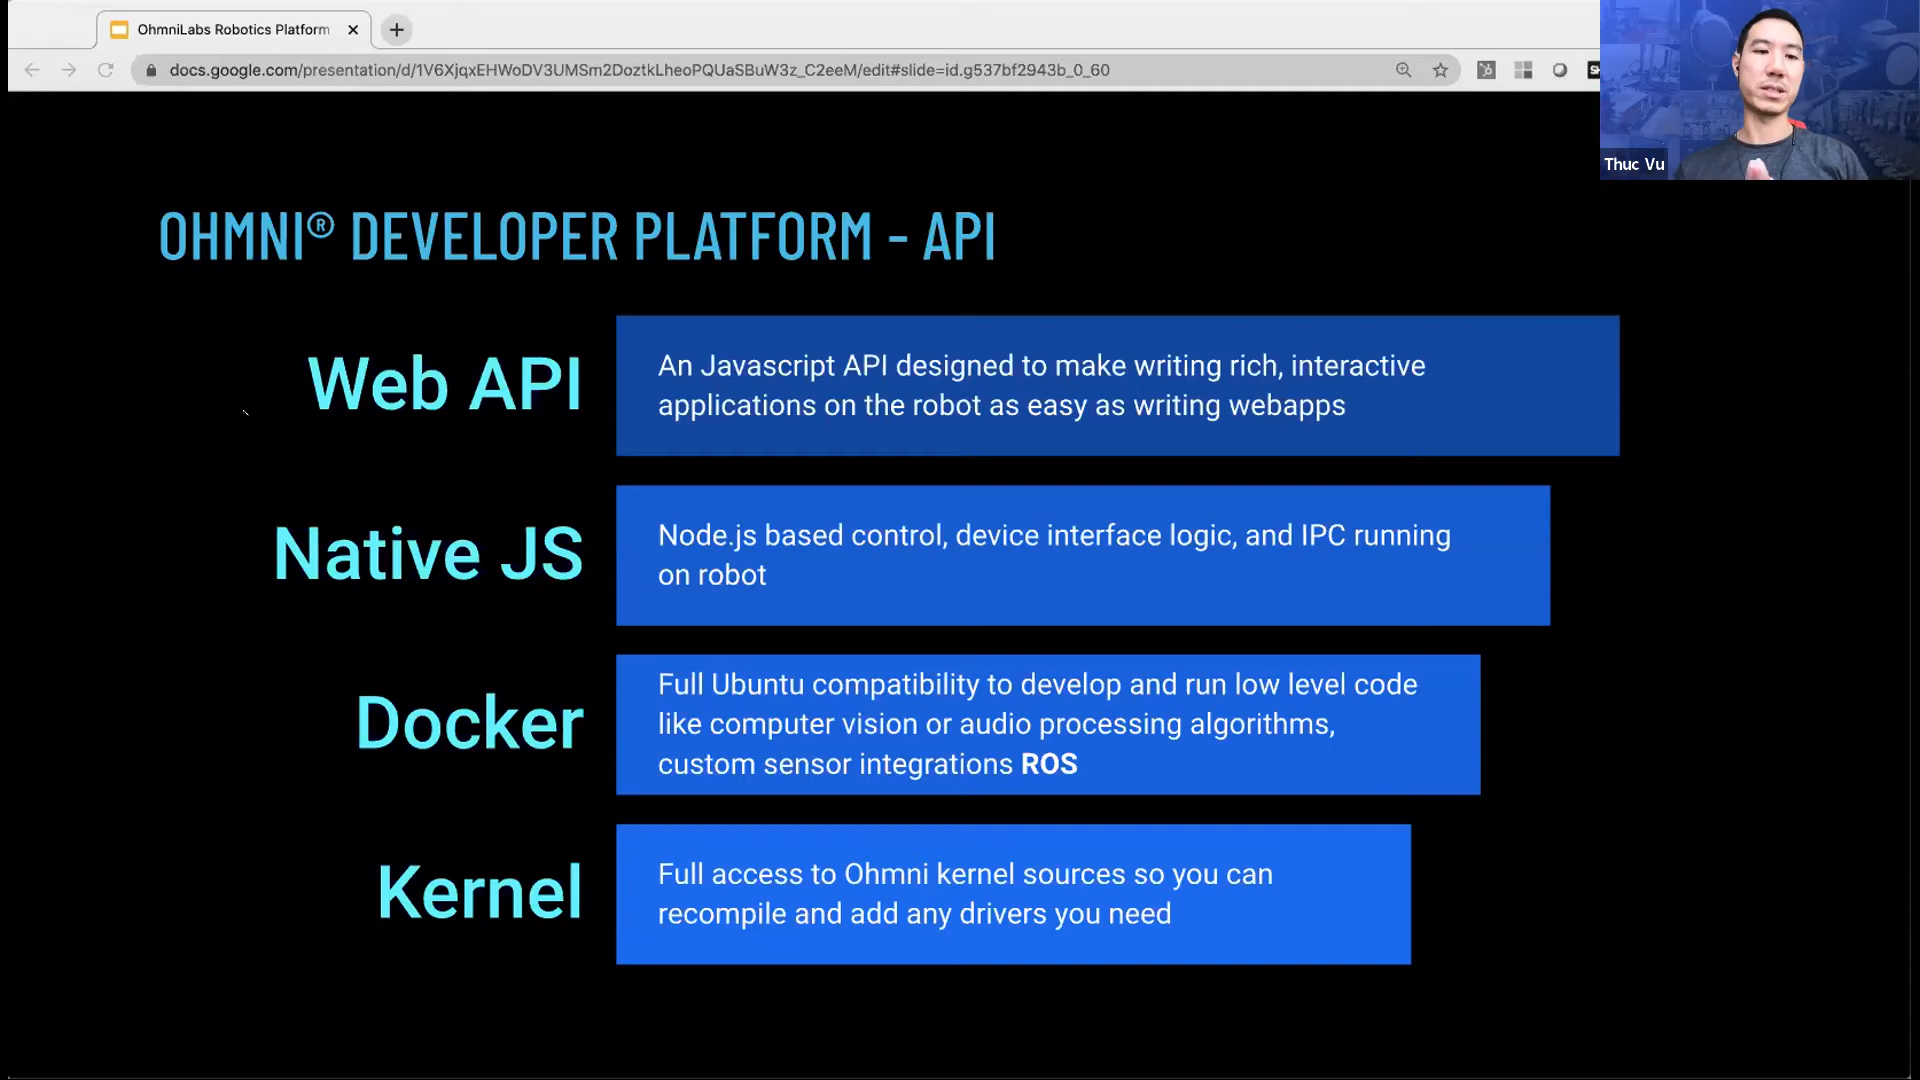 OhmniLabs Robotics Platform
docs.google.com/presentation/d/1V6XjqxEHWoDV3UMSm2DoztkLheoPQUaSBuW3z_C2eeM/edit#slide=id.g537bf2943b_0_60
Thuc Vu
OHMNI® DEVELOPER PLATFORM - API
Web API
An Javascript API designed to make writing rich, interactive
applications on the robot as easy as writing webapps
Native JS
Node.js based control, device interface logic, and IPC running
on robot
Docker
Full Ubuntu compatibility to develop and run low level code
like computer vision or audio processing algorithms,
custom sensor integrations ROS
Kernel
Full access to Ohmni kernel sources so you can
recompile and add any drivers you need